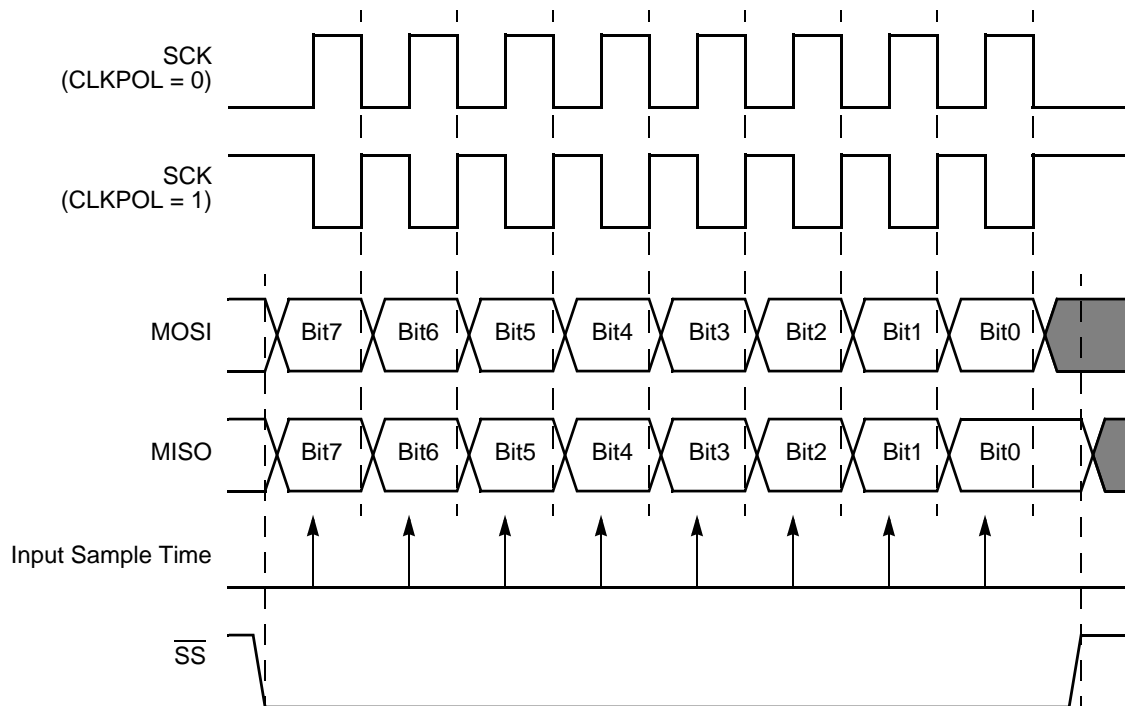 SCK
(CLKPOL = 0)
SCK
(CLKPOL = 1)
MOSI
Bit7 Bit6 Bit5 Bit4 Bit3 Bit2 Bit1 Bit0
MISO
Bit7 Bit6 Bit5 Bit4 Bit3 Bit2 Bit1 Bit0
Input Sample Time
S̅S̅